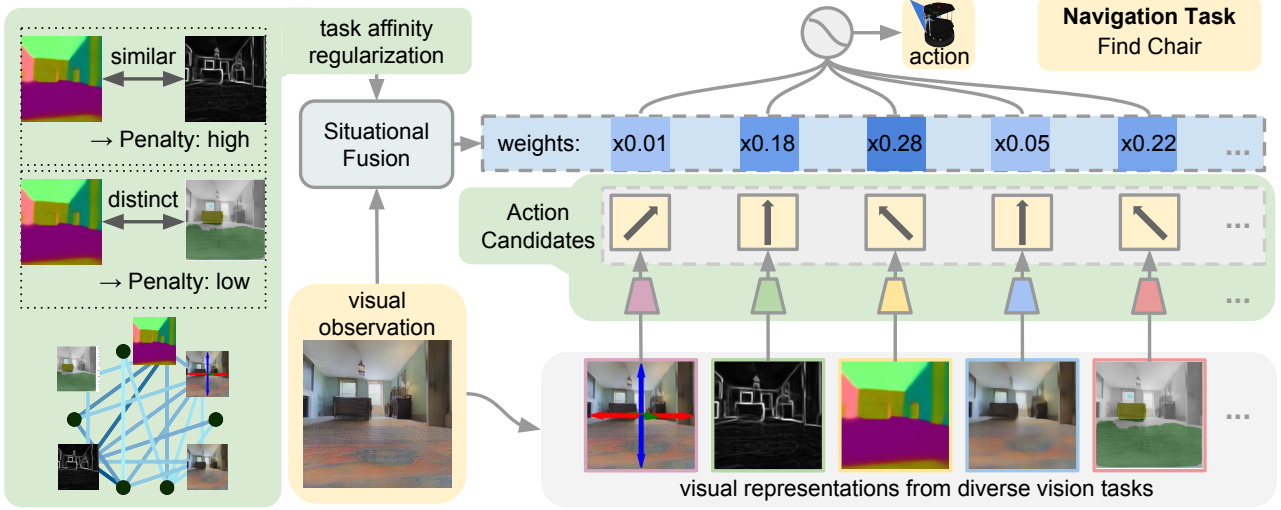 similar
→ Penalty: high
distinct
→ Penalty: low
task affinity
regularization
Situational
Fusion
visual
observation
action
Navigation Task
Find Chair
weights: x0.01 x0.18 x0.28 x0.05 x0.22 ...
Action
Candidates
...
...
...
visual representations from diverse vision tasks